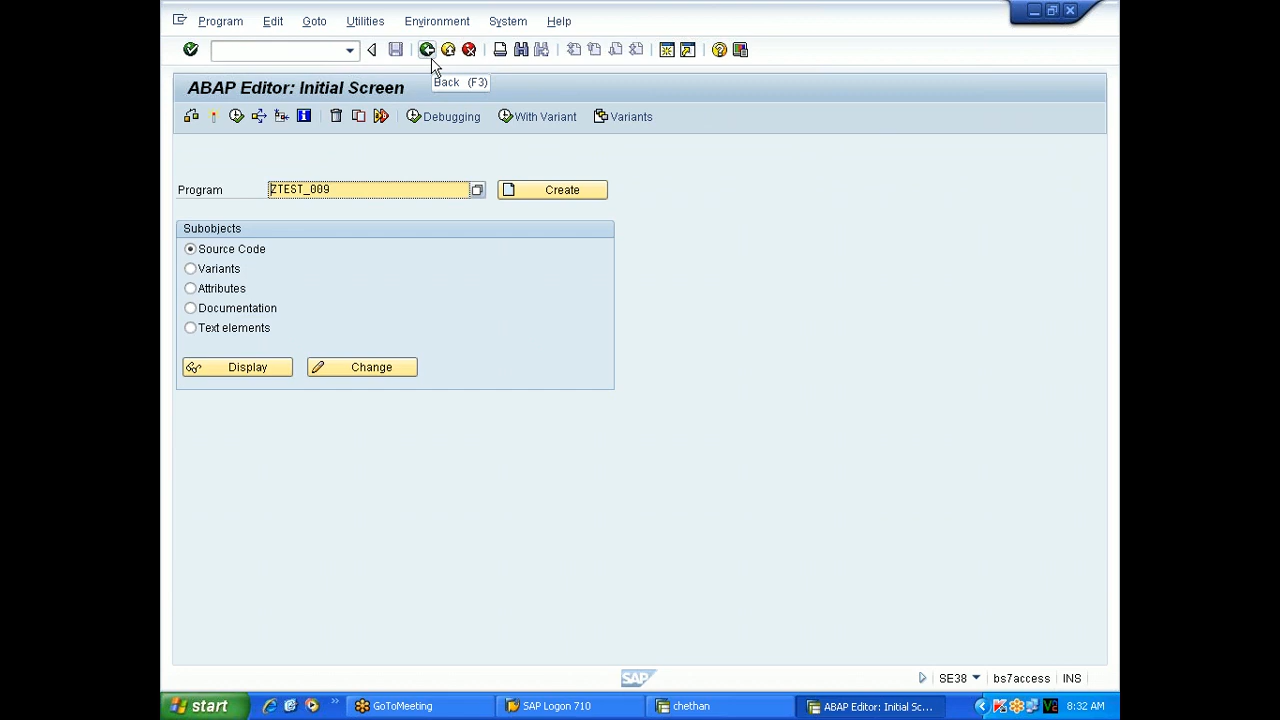 Program Edit Goto Utilities Environment System Help
Back (F3)
ABAP Editor: Initial Screen
Debugging With Variant Variants
Program ZTEST_009 Create
Subobjects
Source Code
Variants
Attributes
Documentation
Text elements
Display Change
SAP SE38 bs7access INS
start GoToMeeting SAP Logon 710 chethan ABAP Editor: Initial Sc... 8:32 AM